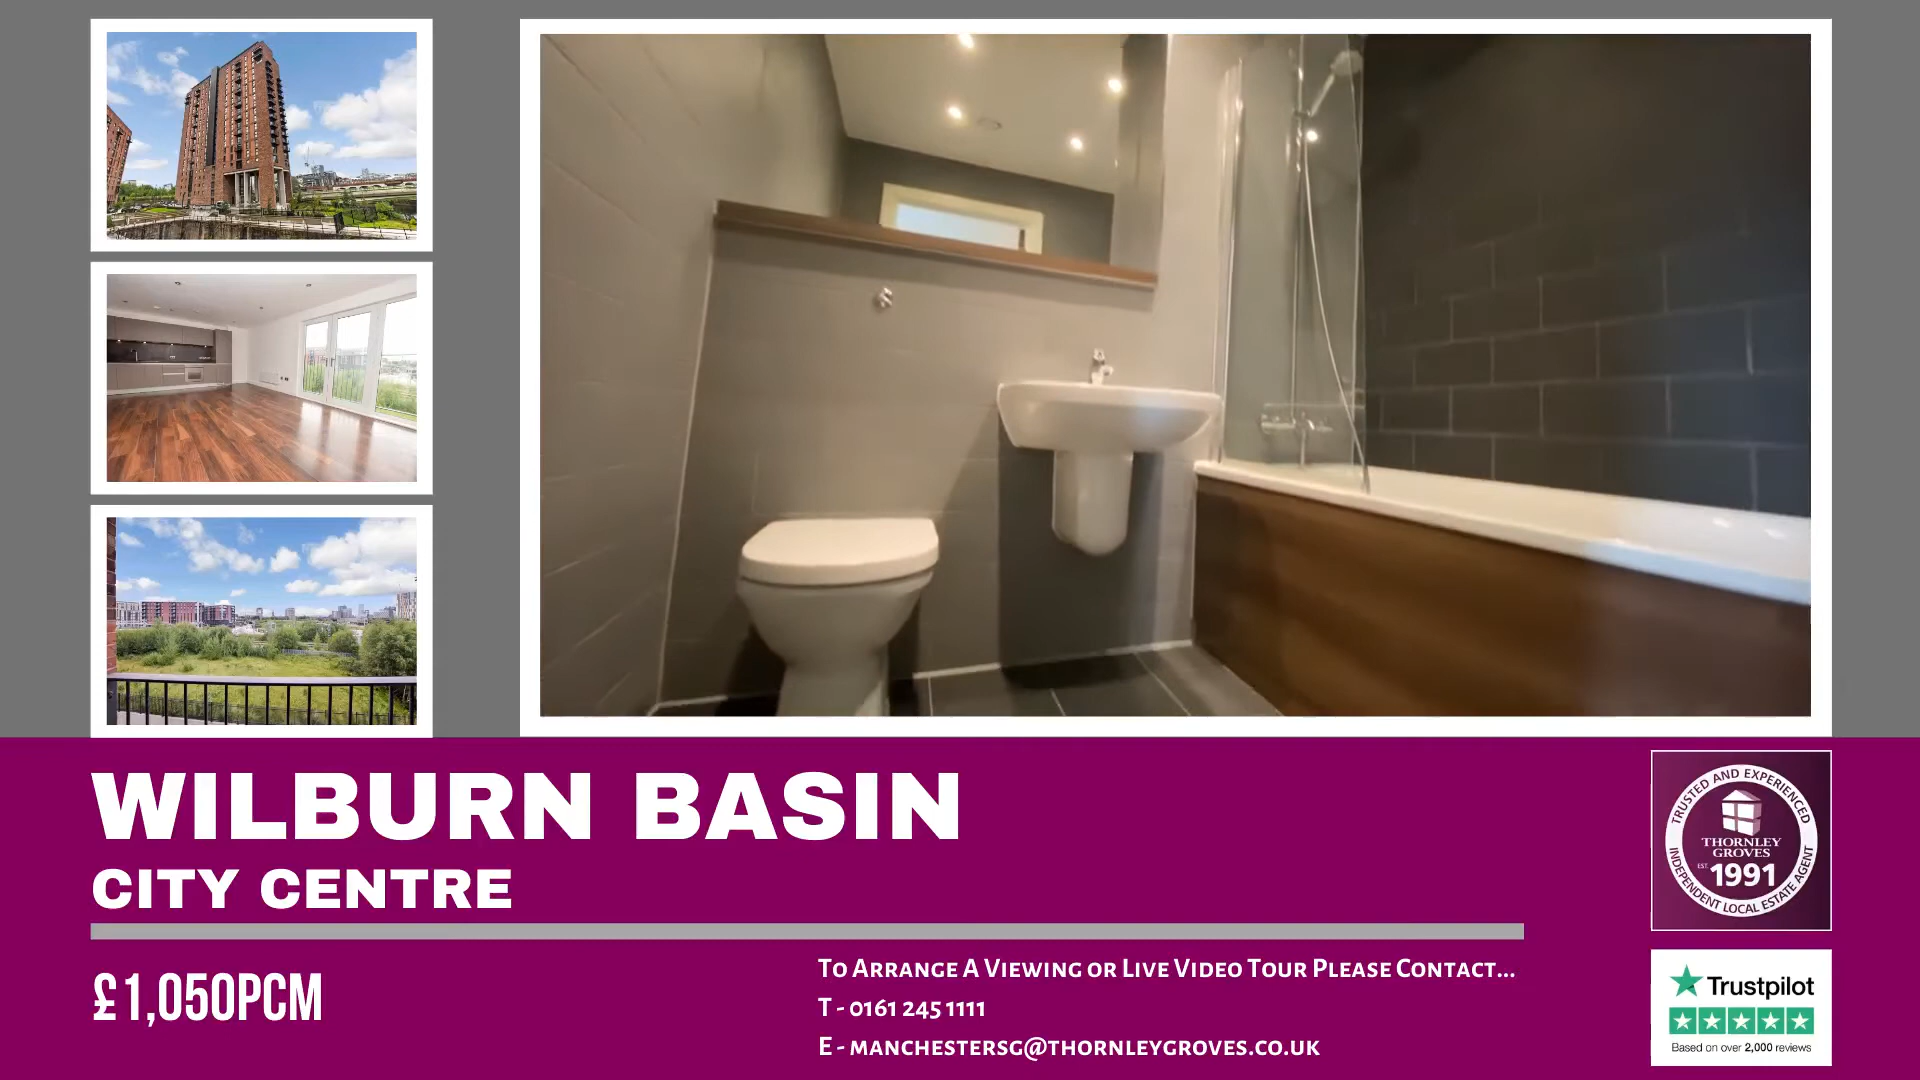 WILBURN BASIN
CITY CENTRE
£1,050PCM
To Arrange A Viewing or Live Video Tour Please Contact...
T - 0161 245 1111
E - manchestersg@thornleygroves.co.uk
TRUSTED AND EXPERIENCED
THORNLEY
GROVES
EST. 1991
INDEPENDENT LOCAL ESTATE AGENT
Trustpilot
Based on over 2,000 reviews